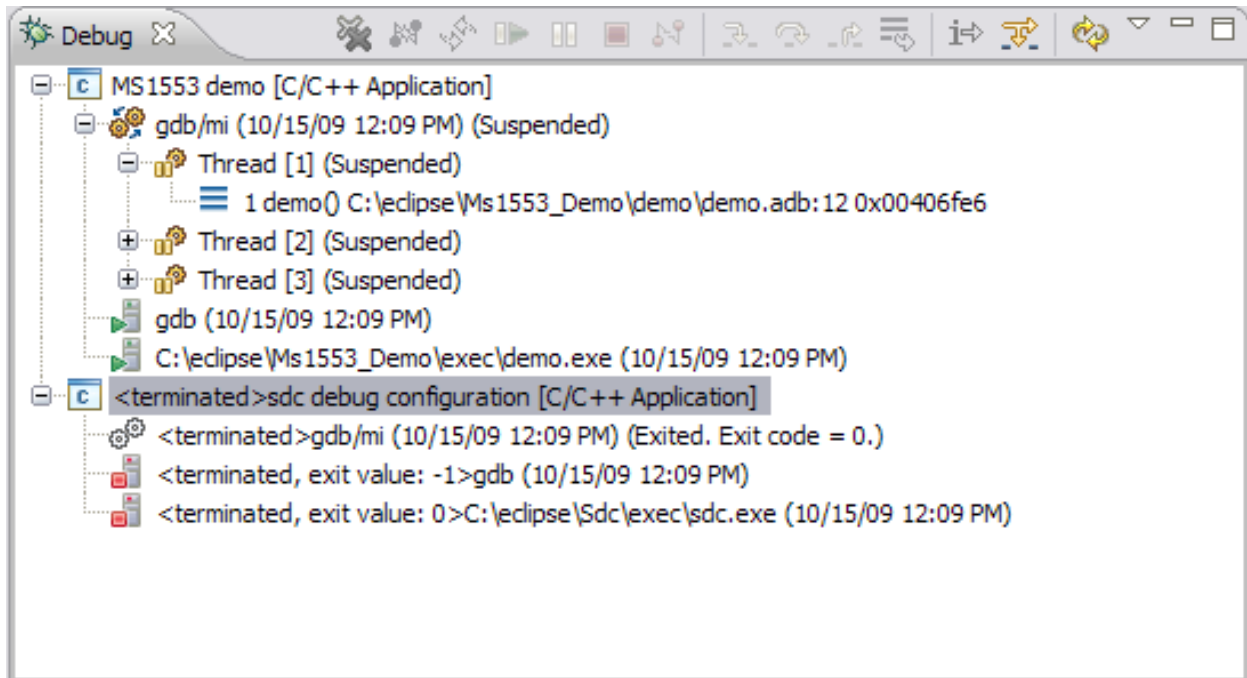 Debug
MS1553 demo [C/C++ Application]
gdb/mi (10/15/09 12:09 PM) (Suspended)
Thread [1] (Suspended)
1 demo() C:\eclipse\Ms1553_Demo\demo\demo.adb:12 0x00406fe6
Thread [2] (Suspended)
Thread [3] (Suspended)
gdb (10/15/09 12:09 PM)
C:\eclipse\Ms1553_Demo\exec\demo.exe (10/15/09 12:09 PM)
<terminated>sdc debug configuration [C/C++ Application]
<terminated>gdb/mi (10/15/09 12:09 PM) (Exited. Exit code = 0.)
<terminated, exit value: -1>gdb (10/15/09 12:09 PM)
<terminated, exit value: 0>C:\eclipse\Sdc\exec\sdc.exe (10/15/09 12:09 PM)